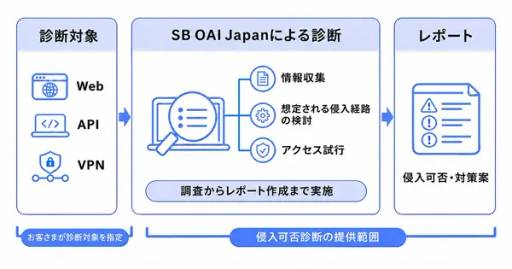 診断対象
Web
API
VPN
お客さまが診断対象を指定
SB OAI Japanによる診断
情報収集
想定される侵入経路
の検討
アクセス試行
調査からレポート作成まで実施
レポート
侵入可否・対策案
侵入可否診断の提供範囲